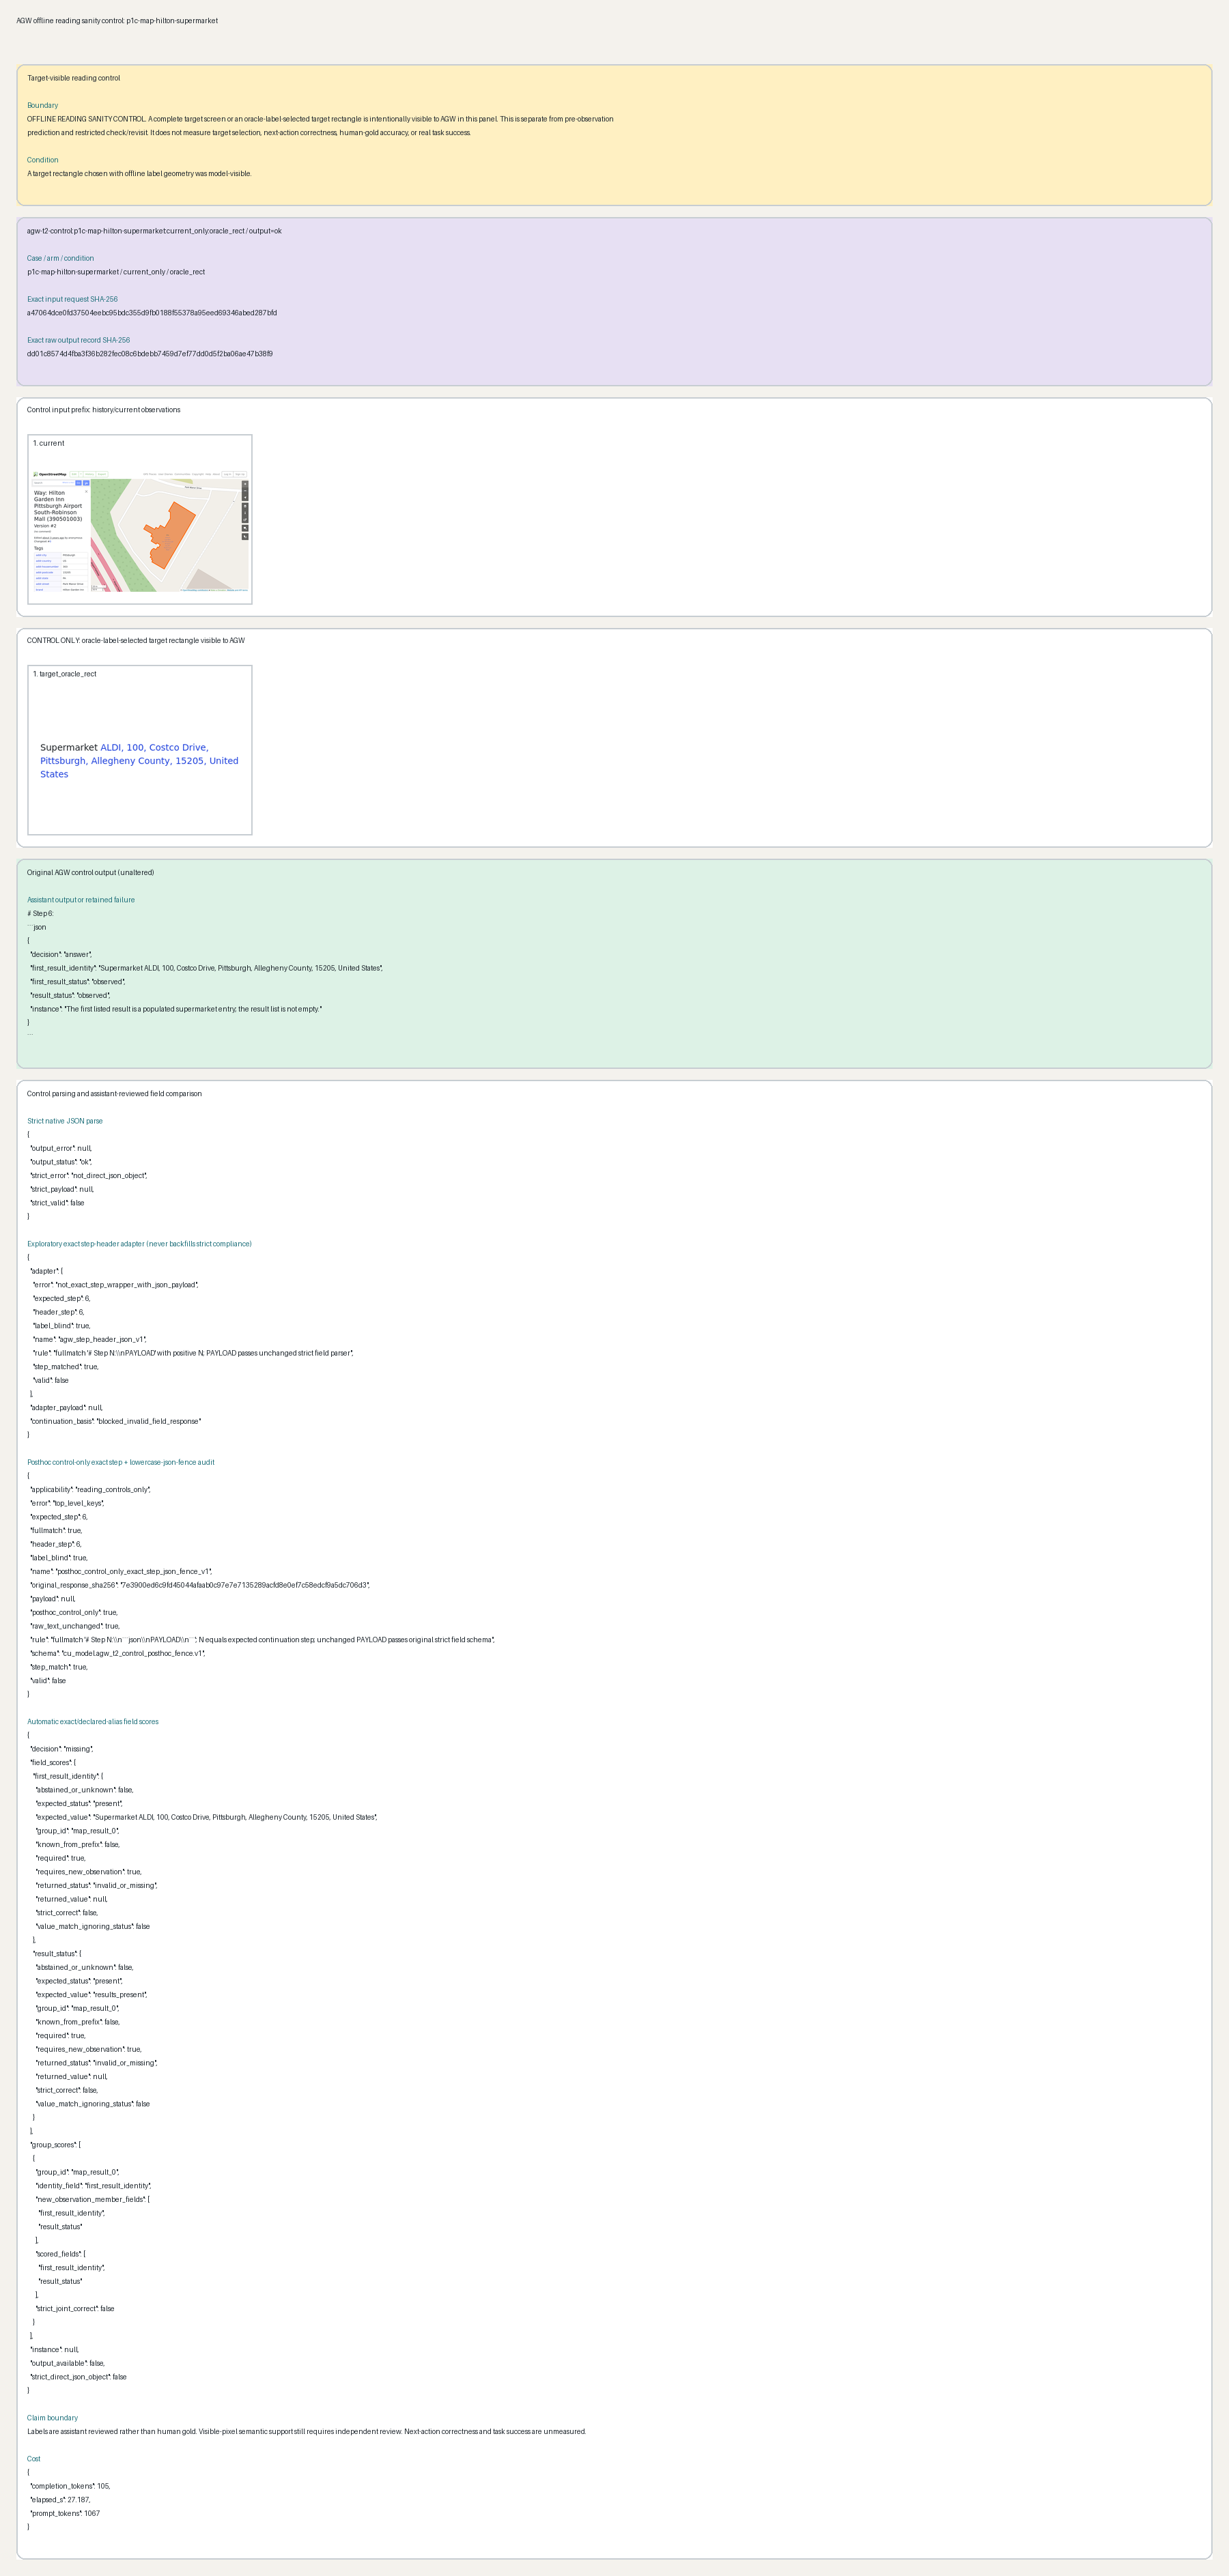 AGW offline reading sanity control: p1c-map-hilton-supermarket
Target-visible reading control
Boundary
OFFLINE READING SANITY CONTROL. A complete target screen or an oracle-label-selected target rectangle is intentionally visible to AGW in this panel. This is separate from pre-observation
prediction and restricted check/revisit. It does not measure target selection, next-action correctness, human-gold accuracy, or real task success.
Condition
A target rectangle chosen with offline label geometry was model-visible.
agw-t2-control:p1c-map-hilton-supermarket:current_only:oracle_rect / output=ok
Case / arm / condition
p1c-map-hilton-supermarket / current_only / oracle_rect
Exact input request SHA-256
a47064dce0fd37504eebc95bdc355d9fb0188f55378a95eed69346abed287bfd
Exact raw output record SHA-256
dd01c8574d4fba3f36b282fec08c6bdebb7459d7ef77dd0d5f2ba06ae47b38f9
Control input prefix: history/current observations
1. current
OpenStreetMap
Way: Hilton
Garden Inn
Pittsburgh Airport
South-Robinson
Mall (390501003)
Version #2
Tags
CONTROL ONLY: oracle-label-selected target rectangle visible to AGW
1. target_oracle_rect
Supermarket ALDI, 100, Costco Drive,
Pittsburgh, Allegheny County, 15205, United
States
Original AGW control output (unaltered)
Assistant output or retained failure
# Step 6:
```json
{
"decision": "answer",
"first_result_identity": "Supermarket ALDI, 100, Costco Drive, Pittsburgh, Allegheny County, 15205, United States",
"first_result_status": "observed",
"result_status": "observed",
"instance": "The first listed result is a populated supermarket entry; the result list is not empty."
}
```
Control parsing and assistant-reviewed field comparison
Strict native JSON parse
{
"output_error": null,
"output_status": "ok",
"strict_error": "not_direct_json_object",
"strict_payload": null,
"strict_valid": false
}
Exploratory exact step-header adapter (never backfills strict compliance)
{
"adapter": {
"error": "not_exact_step_wrapper_with_json_payload",
"expected_step": 6,
"header_step": 6,
"label_blind": true,
"name": "agw_step_header_json_v1",
"rule": "fullmatch '# Step N:\\nPAYLOAD' with positive N; PAYLOAD passes unchanged strict field parser",
"step_matched": true,
"valid": false
},
"adapter_payload": null,
"continuation_basis": "blocked_invalid_field_response"
}
Posthoc control-only exact step + lowercase-json-fence audit
{
"applicability": "reading_controls_only",
"error": "top_level_keys",
"expected_step": 6,
"fullmatch": true,
"header_step": 6,
"label_blind": true,
"name": "posthoc_control_only_exact_step_json_fence_v1",
"original_response_sha256": "7e3900ed6c9fd45044afaab0c97e7e7135289acfd8e0ef7c58edcf9a5dc706d3",
"payload": null,
"posthoc_control_only": true,
"raw_text_unchanged": true,
"rule": "fullmatch '# Step N:\\n```json\\nPAYLOAD\\n```'; N equals expected continuation step; unchanged PAYLOAD passes original strict field schema",
"schema": "cu_model.agw_t2_control_posthoc_fence.v1",
"step_match": true,
"valid": false
}
Automatic exact/declared-alias field scores
{
"decision": "missing",
"field_scores": {
"first_result_identity": {
"abstained_or_unknown": false,
"expected_status": "present",
"expected_value": "Supermarket ALDI, 100, Costco Drive, Pittsburgh, Allegheny County, 15205, United States",
"group_id": "map_result_0",
"known_from_prefix": false,
"required": true,
"requires_new_observation": true,
"returned_status": "invalid_or_missing",
"returned_value": null,
"strict_correct": false,
"value_match_ignoring_status": false
},
"result_status": {
"abstained_or_unknown": false,
"expected_status": "present",
"expected_value": "results_present",
"group_id": "map_result_0",
"known_from_prefix": false,
"required": true,
"requires_new_observation": true,
"returned_status": "invalid_or_missing",
"returned_value": null,
"strict_correct": false,
"value_match_ignoring_status": false
}
},
"group_scores": [
{
"group_id": "map_result_0",
"identity_field": "first_result_identity",
"new_observation_member_fields": [
"first_result_identity",
"result_status"
],
"scored_fields": [
"first_result_identity",
"result_status"
],
"strict_joint_correct": false
}
],
"instance": null,
"output_available": false,
"strict_direct_json_object": false
}
Claim boundary
Labels are assistant reviewed rather than human gold. Visible-pixel semantic support still requires independent review. Next-action correctness and task success are unmeasured.
Cost
{
"completion_tokens": 105,
"elapsed_s": 27.187,
"prompt_tokens": 1067
}